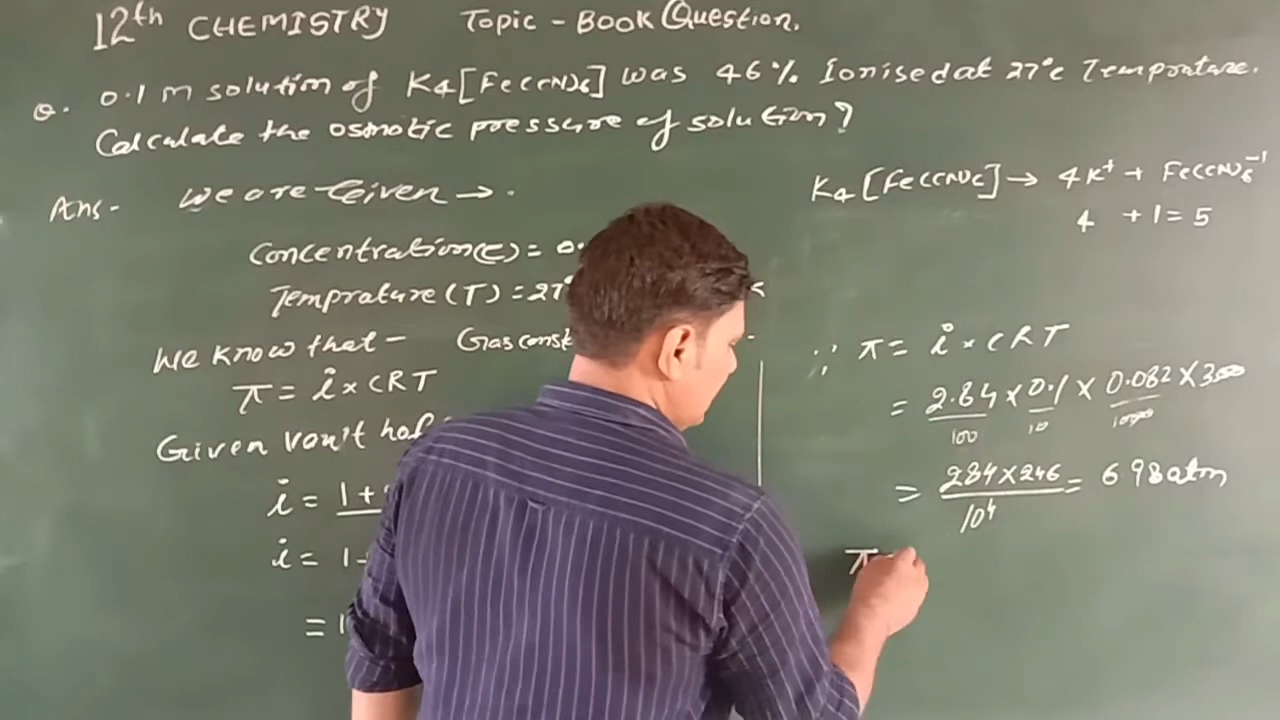 12th CHEMISTRY Topic - BOOK Question.
Q. 0.1 M solution of K4[Fe(CN)6] was 46% Ionised at 27°C Temprature.
Calculate the osmotic pressure of solution?
Ans - we are Given → .
Concentration(C) = 0.
Temprature (T) = 27°
We know that - Gas const
π = i × CRT
Given van't hof
i = 1+
i = 1-
= 1
K4[Fe(CN)6] → 4K+ + Fe(CN)6^-1
4 + 1 = 5
∵ π = i × CRT
= 2.84 × 0.1 × 0.082 × 300
100 10 1000
= 284×246 = 6 98 atm
10^4
π